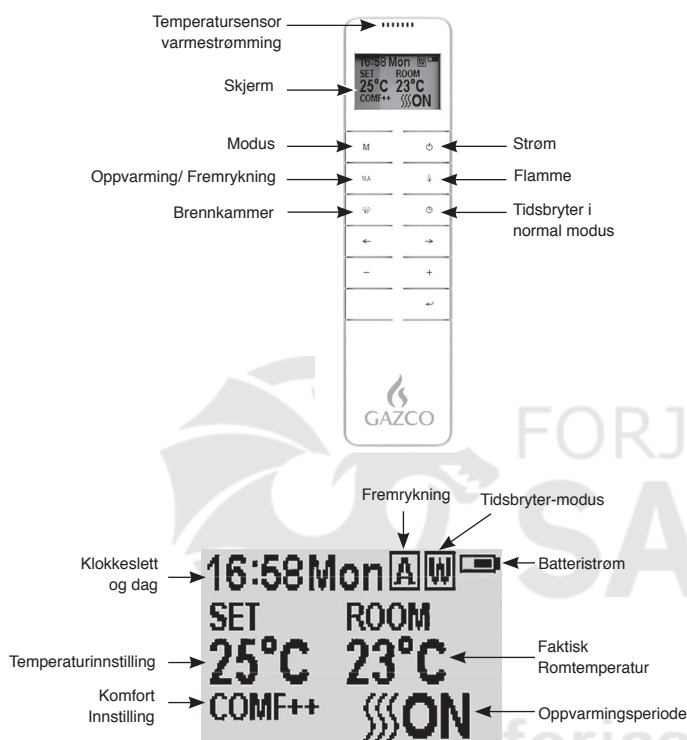 Temperatursensor
varmestrømming
16:58 Mon W
SET ROOM
25°C 23°C
COMF++ ON
Skjerm
Modus
M
Strøm
Oppvarming/ Fremrykning
Flamme
Brennkammer
Tidsbryter i
normal modus
− +
GAZCO
FORJ
SA
Fremrykning
Tidsbryter-modus
Klokkeslett
og dag
16:58Mon A W
Batteristrøm
SET ROOM
25°C 23°C
Temperaturinnstilling
Faktisk
Romtemperatur
Komfort
Innstilling
COMF++ ON
Oppvarmingsperiode